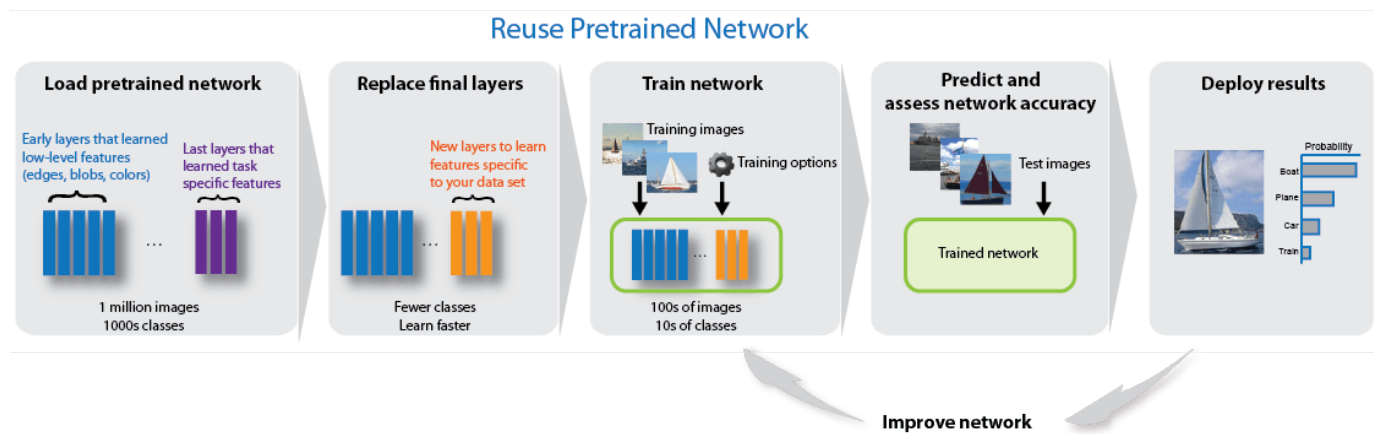 Reuse Pretrained Network
Load pretrained network
Early layers that learned
low-level features
(edges, blobs, colors)
Last layers that
learned task
specific features
...
1 million images
1000s classes
Replace final layers
New layers to learn
features specific
to your data set
...
Fewer classes
Learn faster
Train network
Training images
Training options
...
100s of images
10s of classes
Predict and
assess network accuracy
Test images
Trained network
Deploy results
Probability
Boat
Plane
Car
Train
Improve network